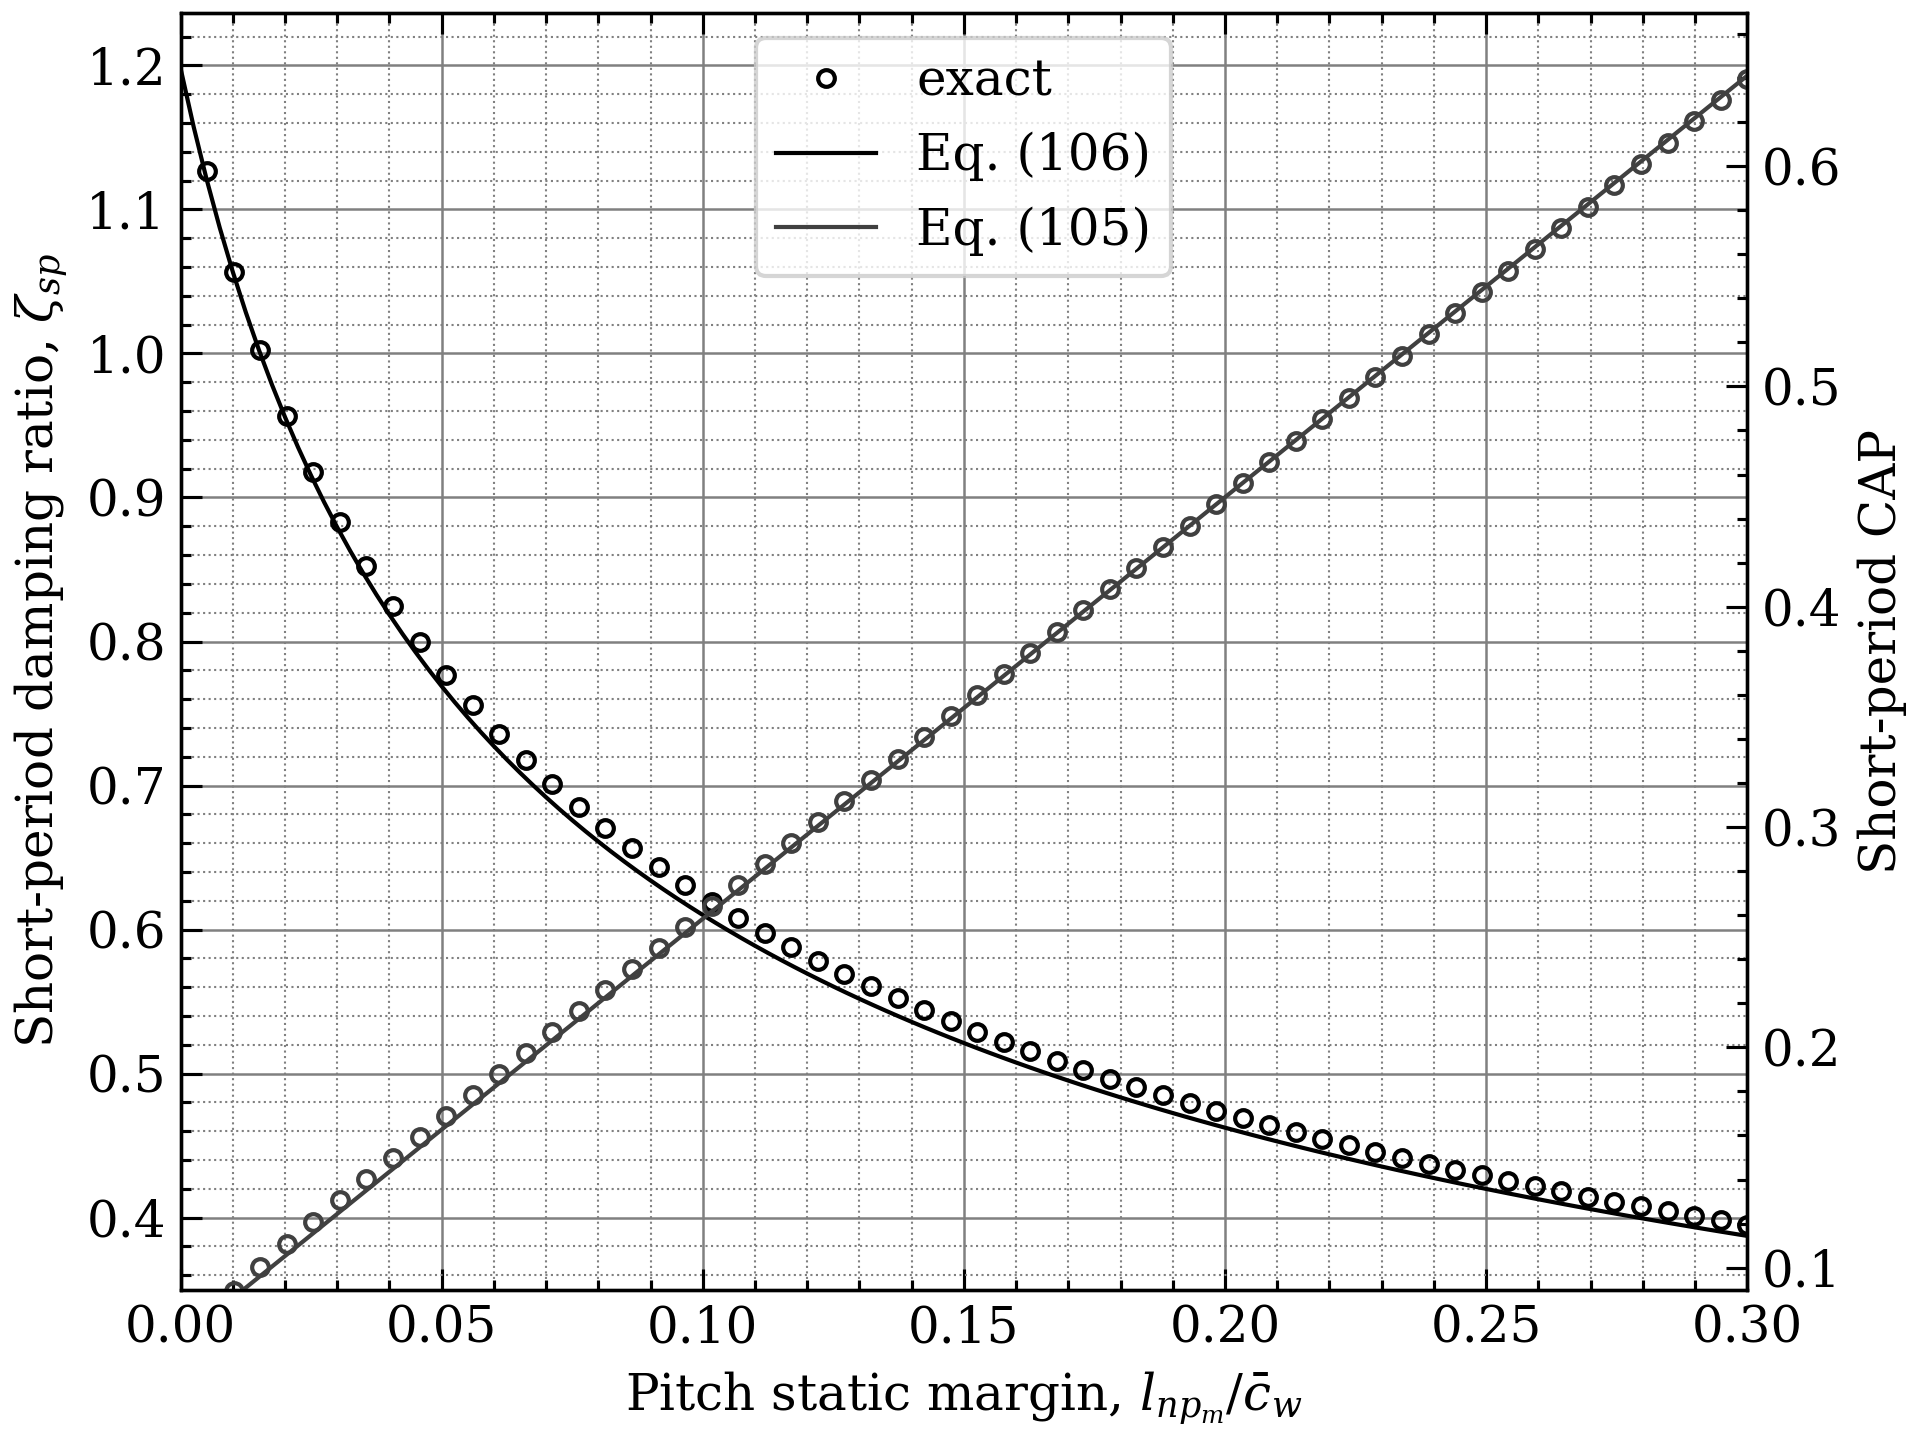 exact
Eq. (106)
Eq. (105)
Short-period damping ratio, ζsp
1.2
1.1
1.0
0.9
0.8
0.7
0.6
0.5
0.4
0.6
0.5
0.4
0.3
0.2
0.1
Short-period CAP
0.00 0.05 0.10 0.15 0.20 0.25 0.30
Pitch static margin, lnpm/c̄w